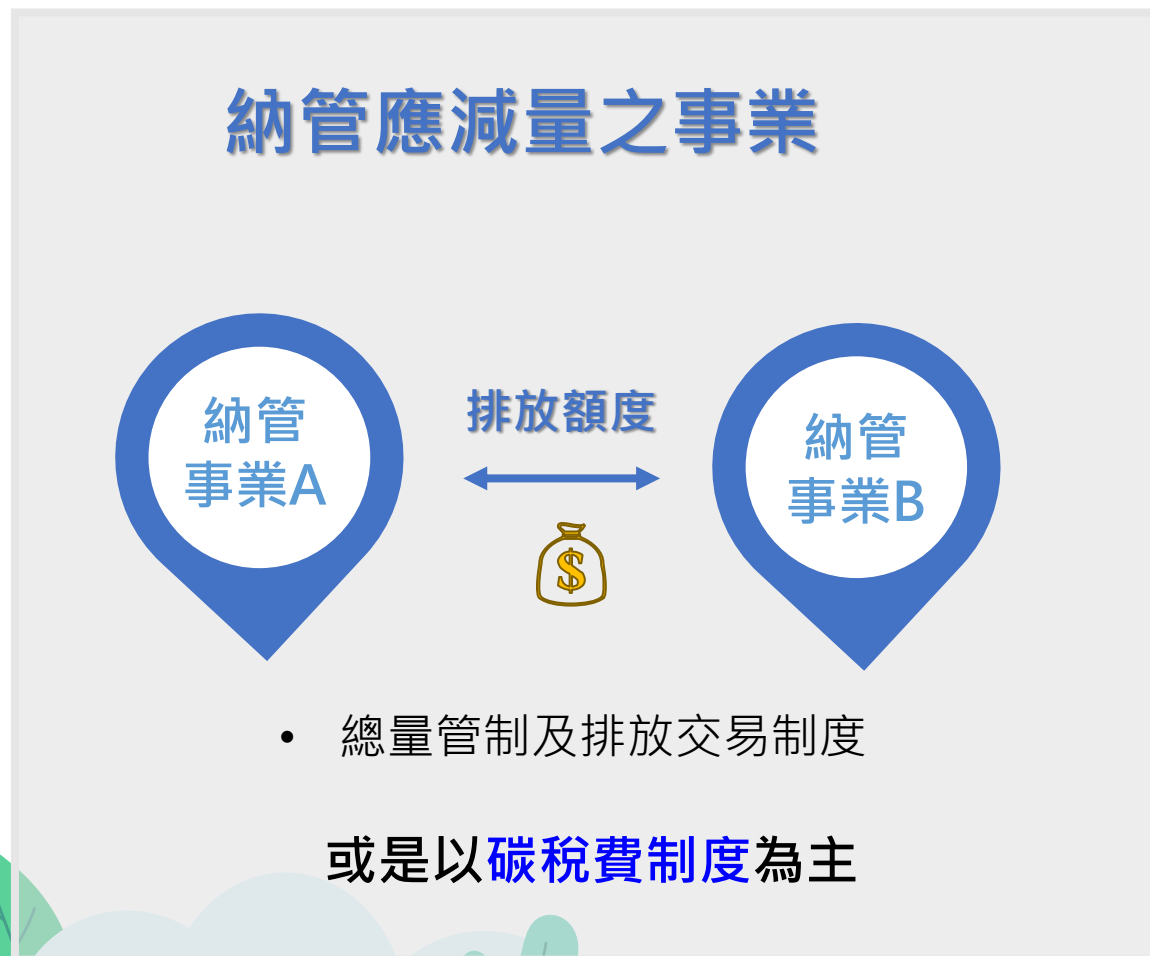 納管應減量之事業
納管
事業A
排放額度
$
納管
事業B
• 總量管制及排放交易制度
或是以碳稅費制度為主